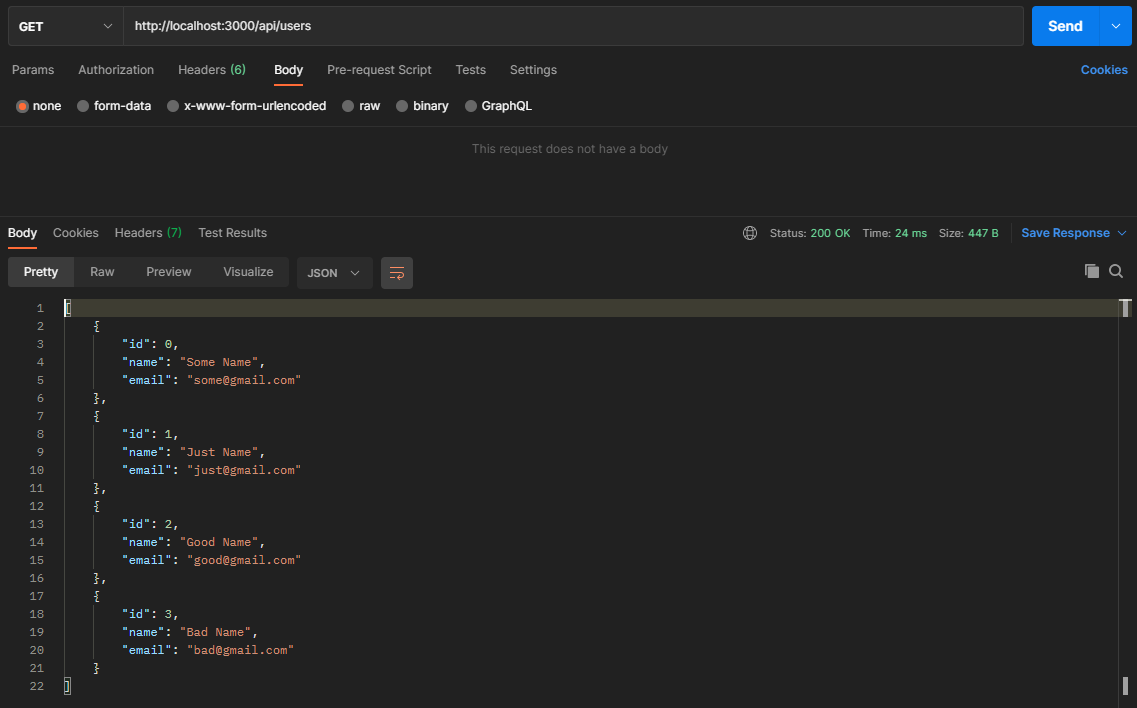 GET http://localhost:3000/api/users Send
Params Authorization Headers (6) Body Pre-request Script Tests Settings Cookies
none form-data x-www-form-urlencoded raw binary GraphQL
This request does not have a body
Body Cookies Headers (7) Test Results Status: 200 OK Time: 24 ms Size: 447 B Save Response
Pretty Raw Preview Visualize JSON
1 [
2 {
3 "id": 0,
4 "name": "Some Name",
5 "email": "some@gmail.com"
6 },
7 {
8 "id": 1,
9 "name": "Just Name",
10 "email": "just@gmail.com"
11 },
12 {
13 "id": 2,
14 "name": "Good Name",
15 "email": "good@gmail.com"
16 },
17 {
18 "id": 3,
19 "name": "Bad Name",
20 "email": "bad@gmail.com"
21 }
22 ]